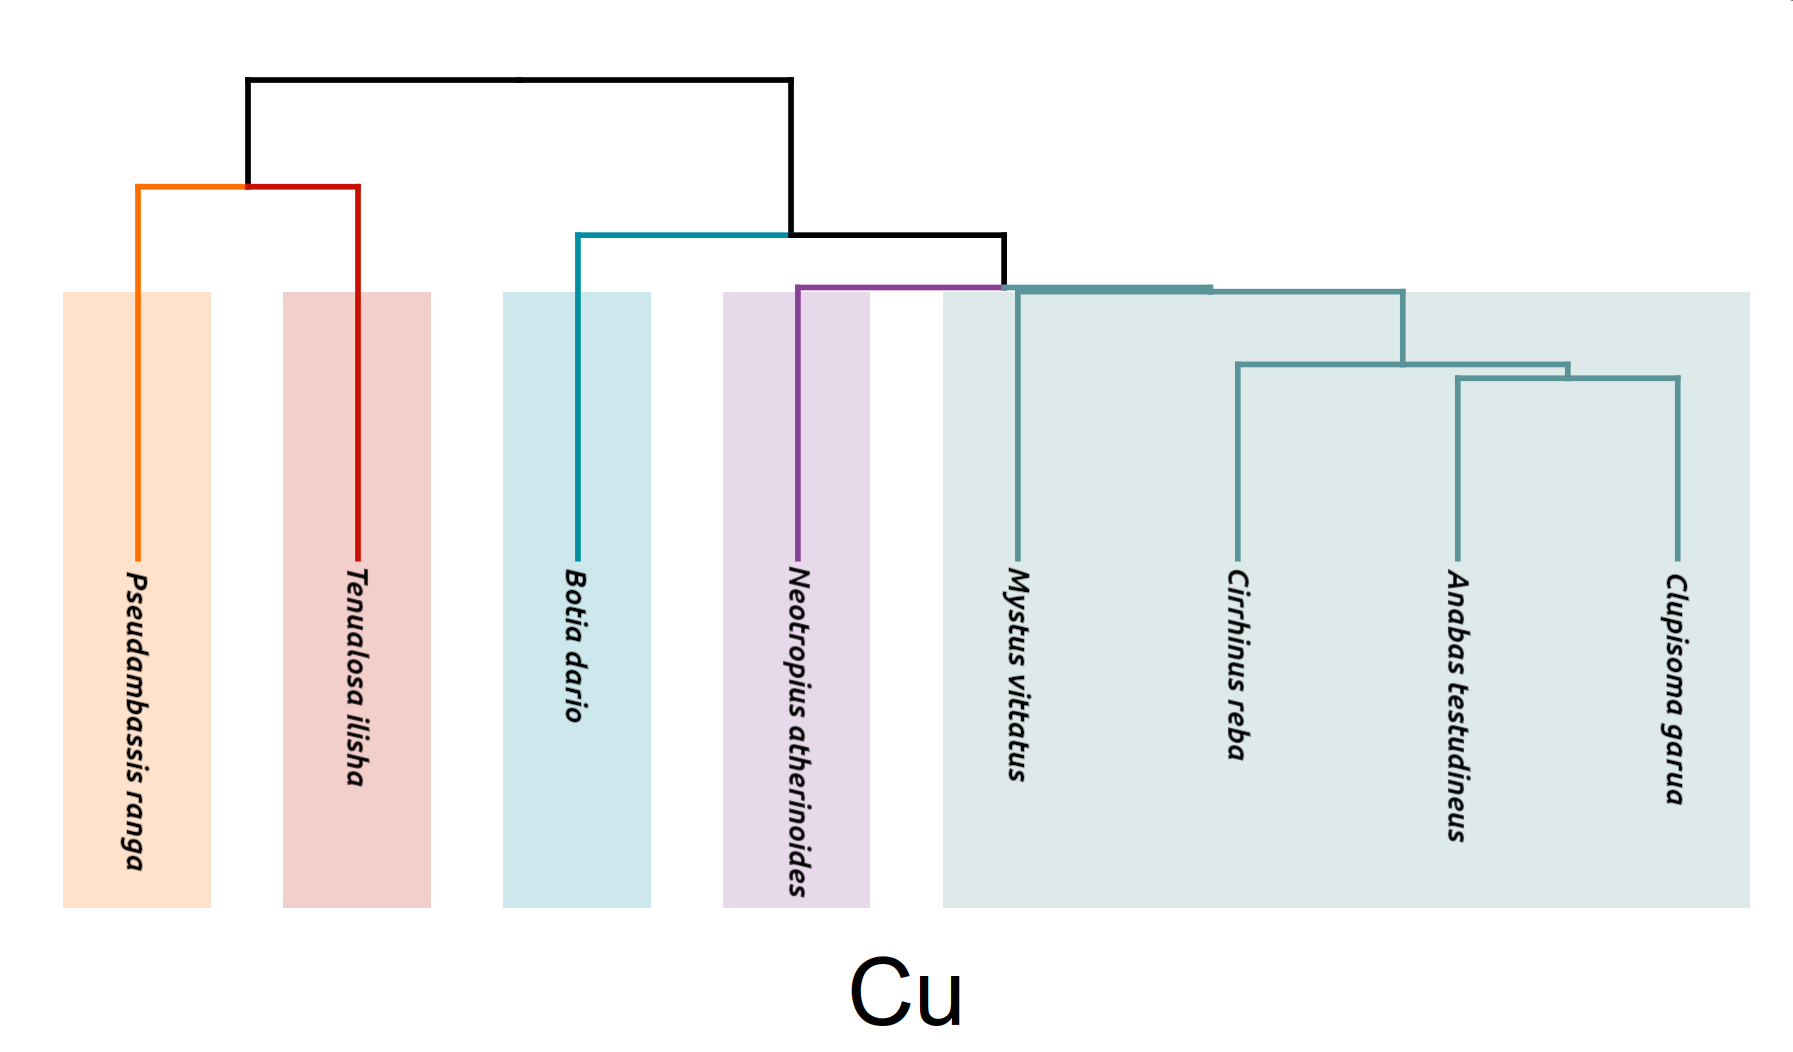 Pseudambassis ranga
Tenualosa ilisha
Botia dario
Neotropius atherinoides
Mystus vittatus
Cirrhinus reba
Anabas testudineus
Clupisoma garua
Cu